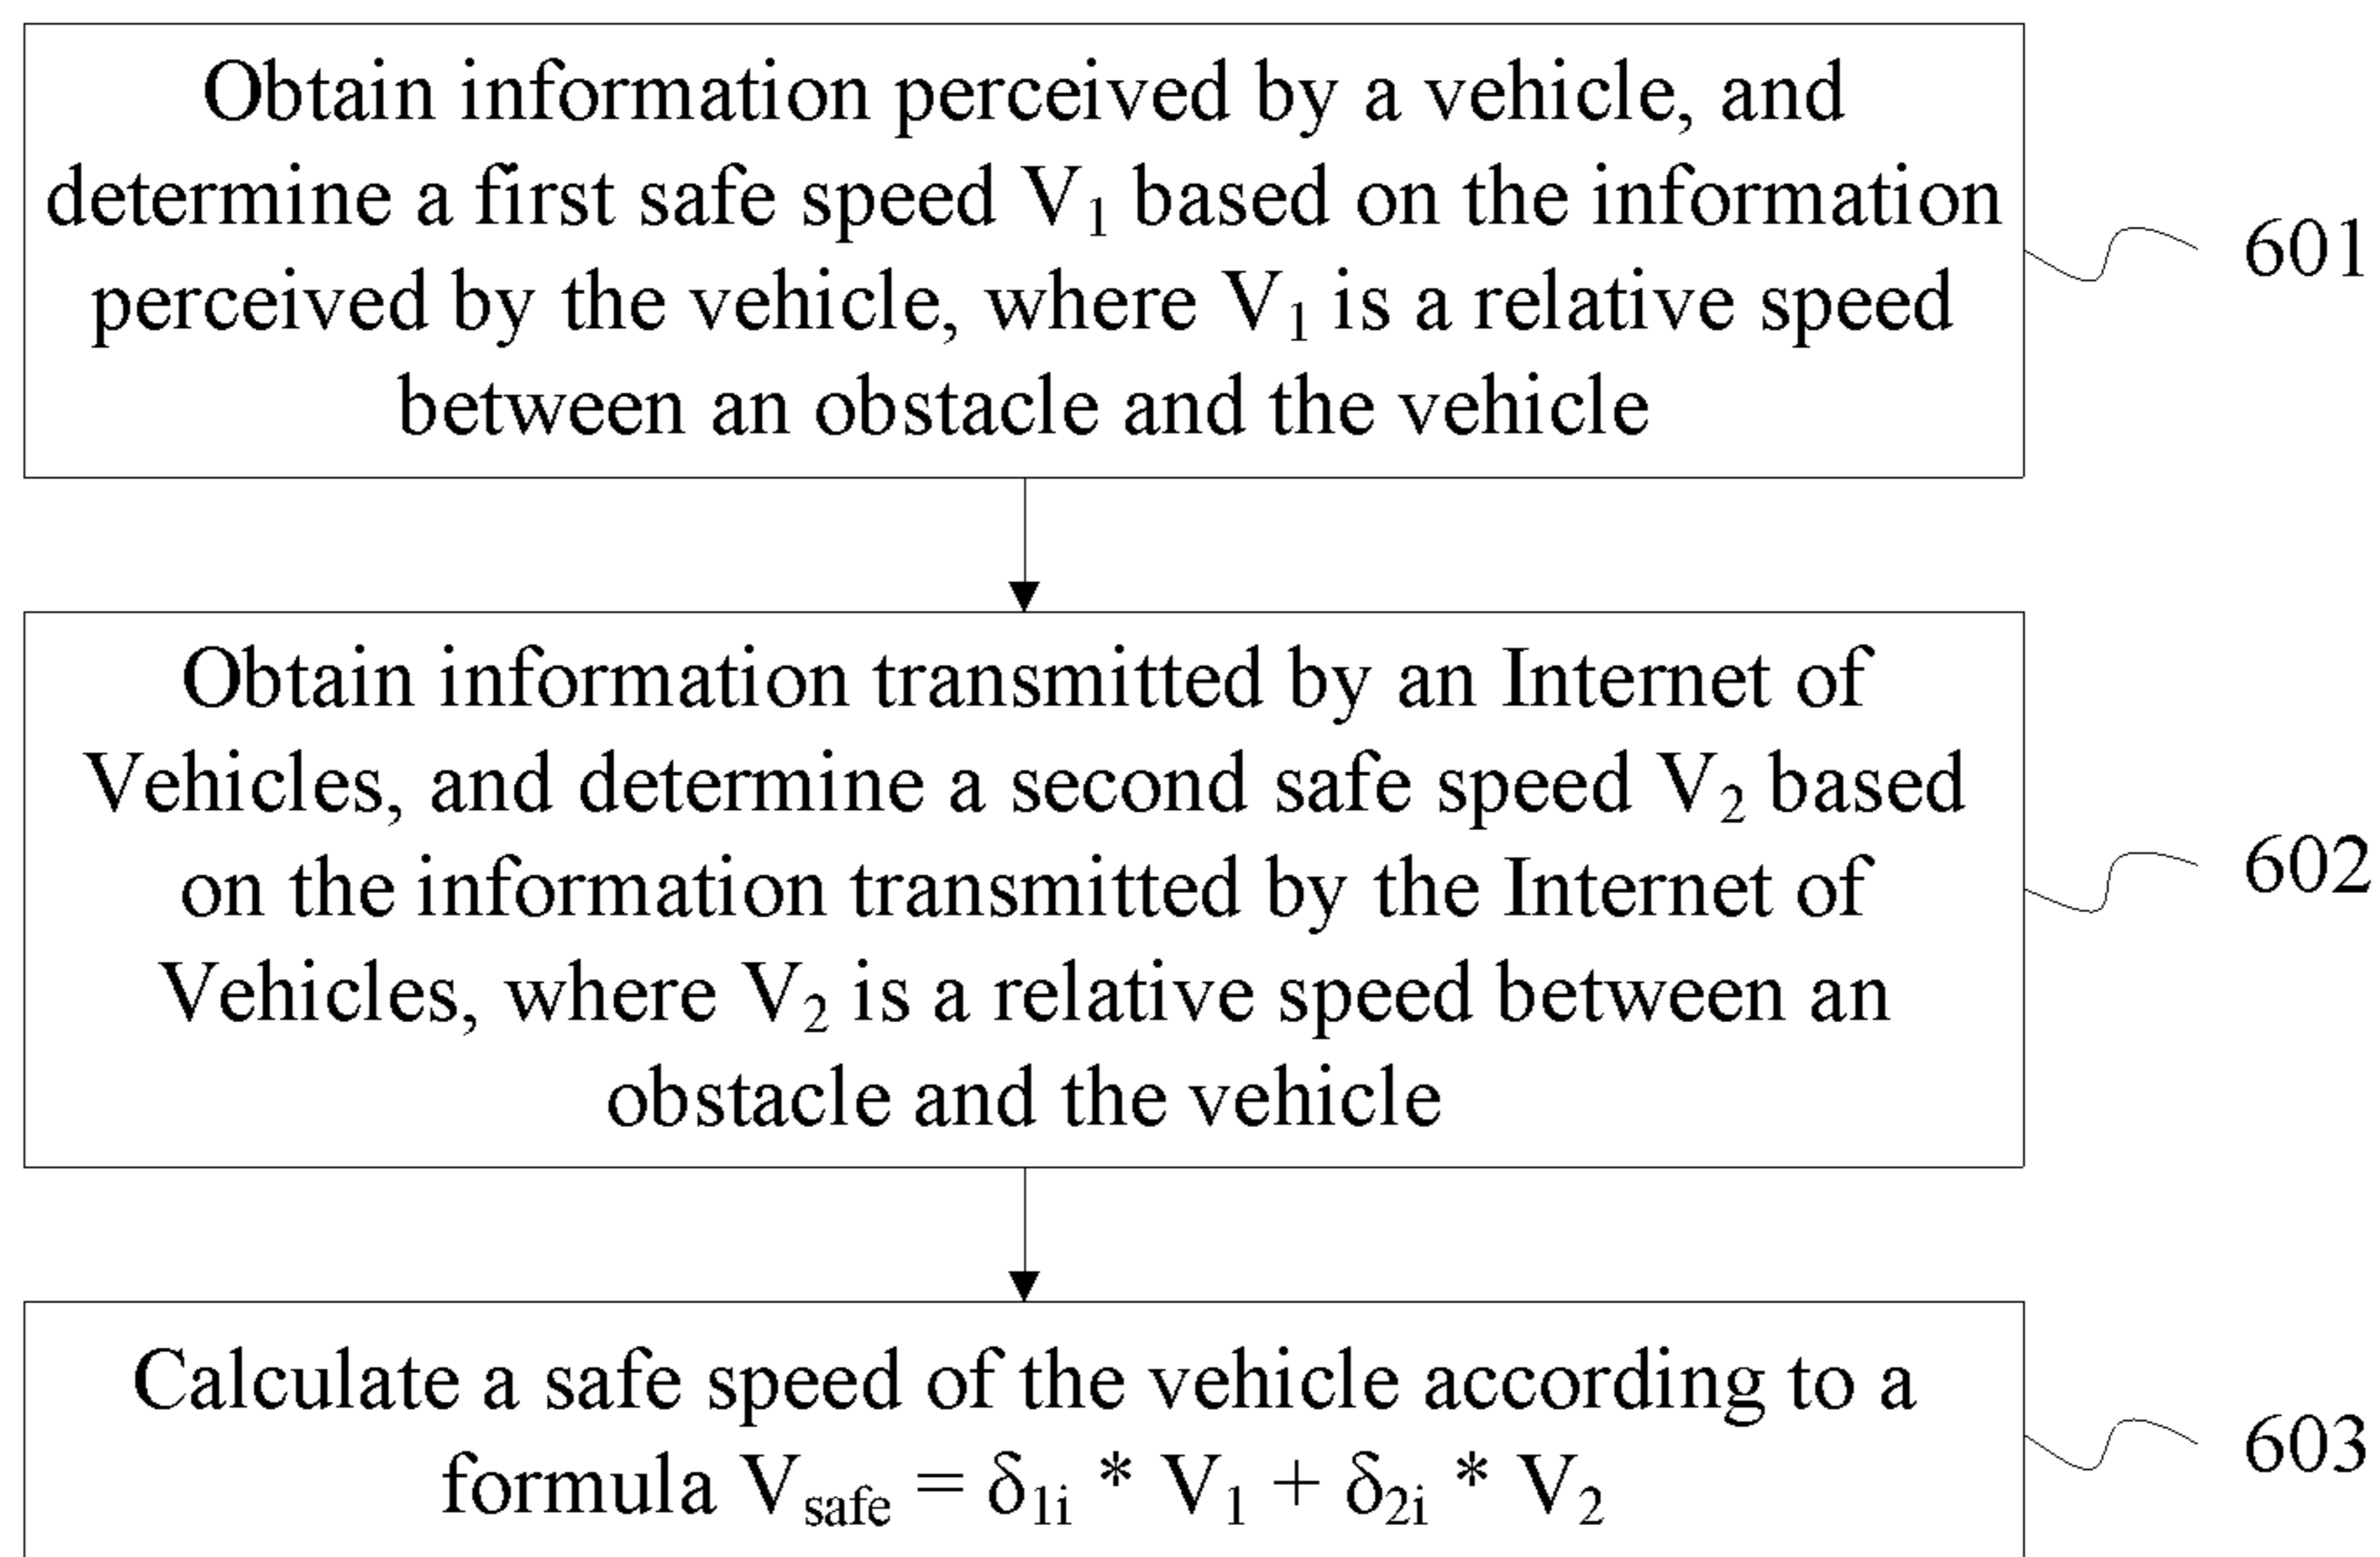 Obtain information perceived by a vehicle, and
determine a first safe speed V₁ based on the information
perceived by the vehicle, where V₁ is a relative speed
between an obstacle and the vehicle
601
Obtain information transmitted by an Internet of
Vehicles, and determine a second safe speed V₂ based
on the information transmitted by the Internet of
Vehicles, where V₂ is a relative speed between an
obstacle and the vehicle
602
Calculate a safe speed of the vehicle according to a
formula V_safe = δ₁ᵢ * V₁ + δ₂ᵢ * V₂
603